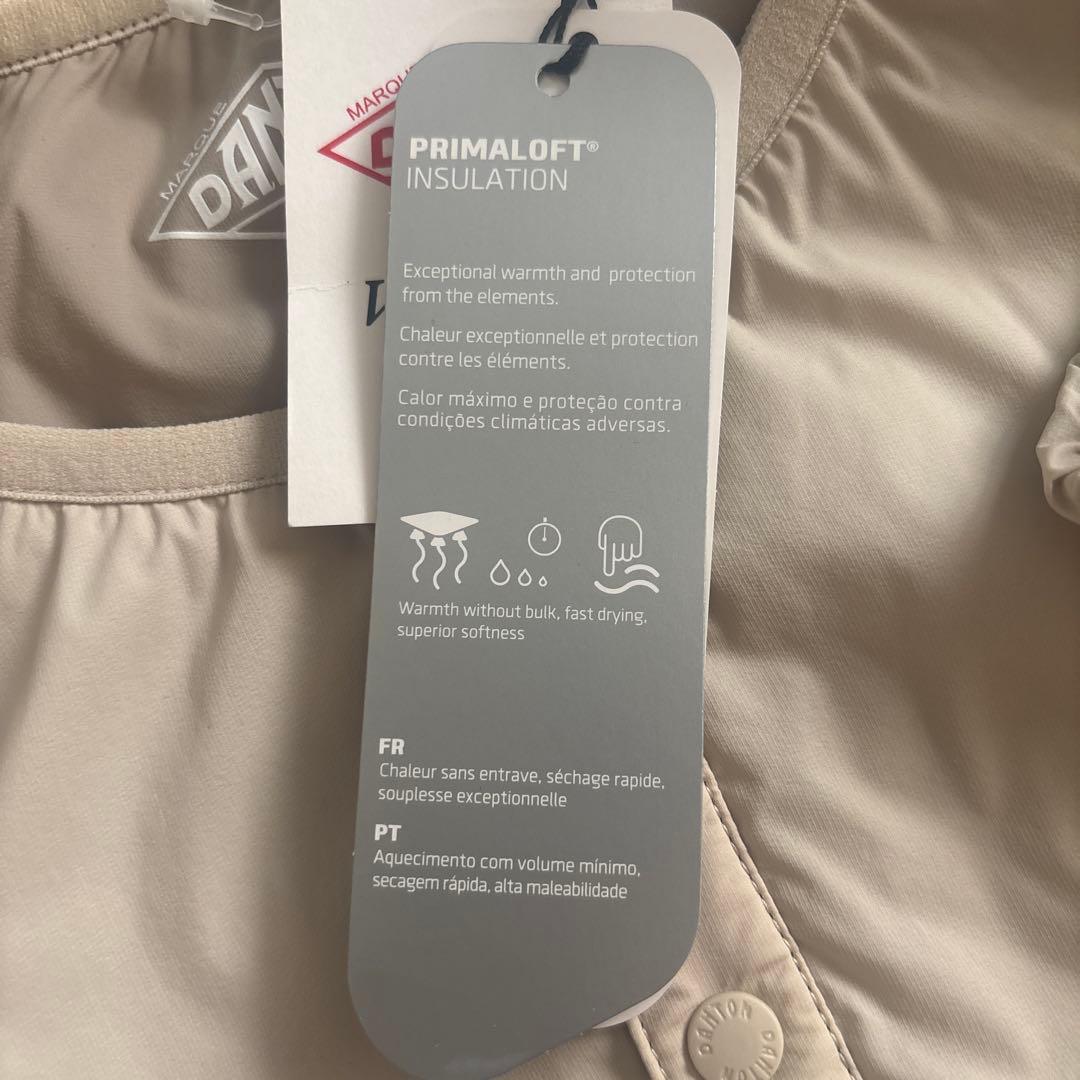 MARQUE
DAN
PRIMALOFT®
INSULATION
Exceptional warmth and protection
from the elements.
Chaleur exceptionnelle et protection
contre les éléments.
Calor máximo e proteção contra
condições climáticas adversas.
Warmth without bulk, fast drying,
superior softness
FR
Chaleur sans entrave, séchage rapide,
souplesse exceptionnelle
PT
Aquecimento com volume mínimo,
secagem rápida, alta maleabilidade
DANTON DANTON